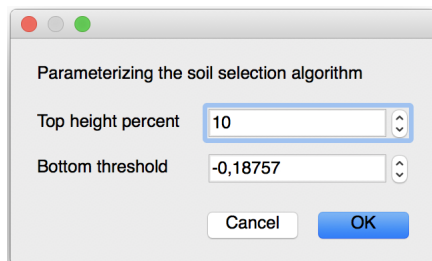 Parameterizing the soil selection algorithm
Top height percent 10
Bottom threshold -0,18757
Cancel OK